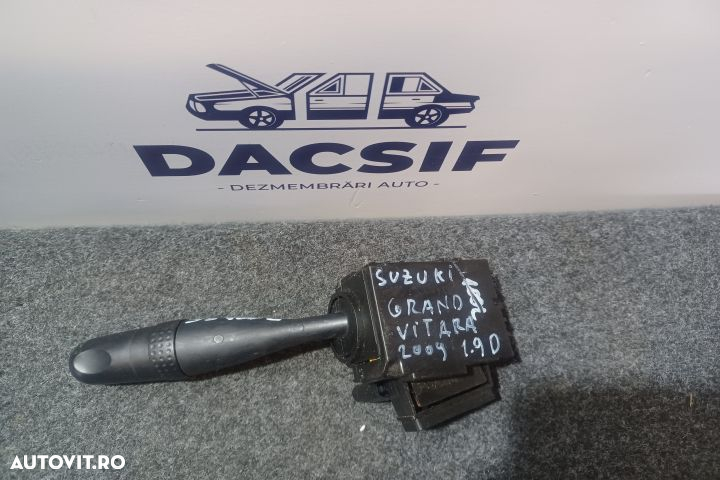 DACSIF
- DEZMEMBRĂRI AUTO -
SUZUKI
GRAND
VITARA
2009 1.9D
AUTOVIT.RO